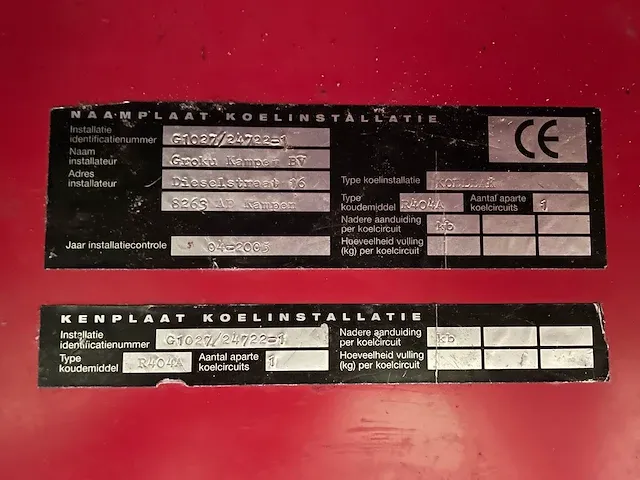 NAAMPLAAT KOELINSTALLATIE
Installatie identificatienummer G1027/24722-1
Naam installateur Groku Kampen BV
Adres installateur Dieselstraat 16
8263 AE Kampen
Jaar installatiecontrole 04-2005
CE
Type koelinstallatie
Type koudemiddel R404A Aantal aparte koelcircuits 1
Nadere aanduiding per koelcircuit kb
Hoeveelheid vulling (kg) per koelcircuit
KENPLAAT KOELINSTALLATIE
Installatie identificatienummer G1027/24722-1
Type koudemiddel R404A Aantal aparte koelcircuits 1
Nadere aanduiding per koelcircuit kb
Hoeveelheid vulling (kg) per koelcircuit